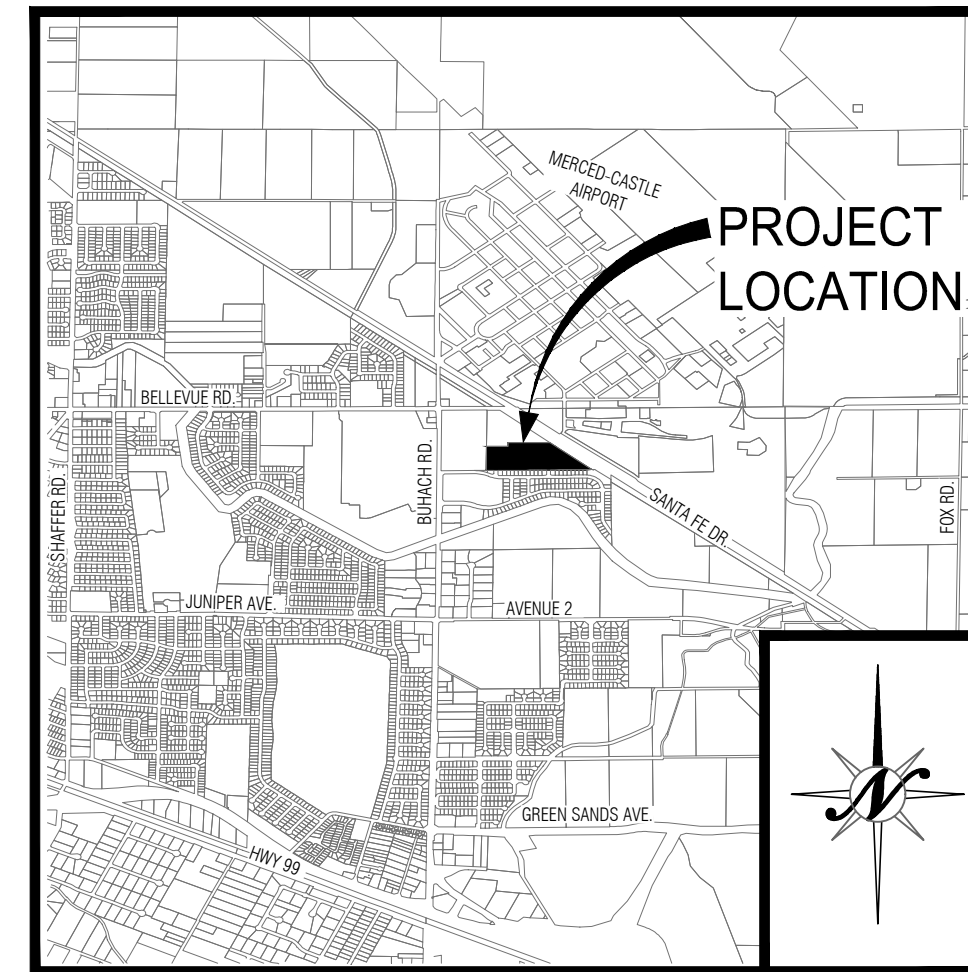 MERCED-CASTLE
AIRPORT
PROJECT
LOCATION
BELLEVUE RD.
BUHACH RD.
SHAFFER RD.
SANTA FE DR.
FOX RD.
JUNIPER AVE.
AVENUE 2
GREEN SANDS AVE.
HWY 99
N